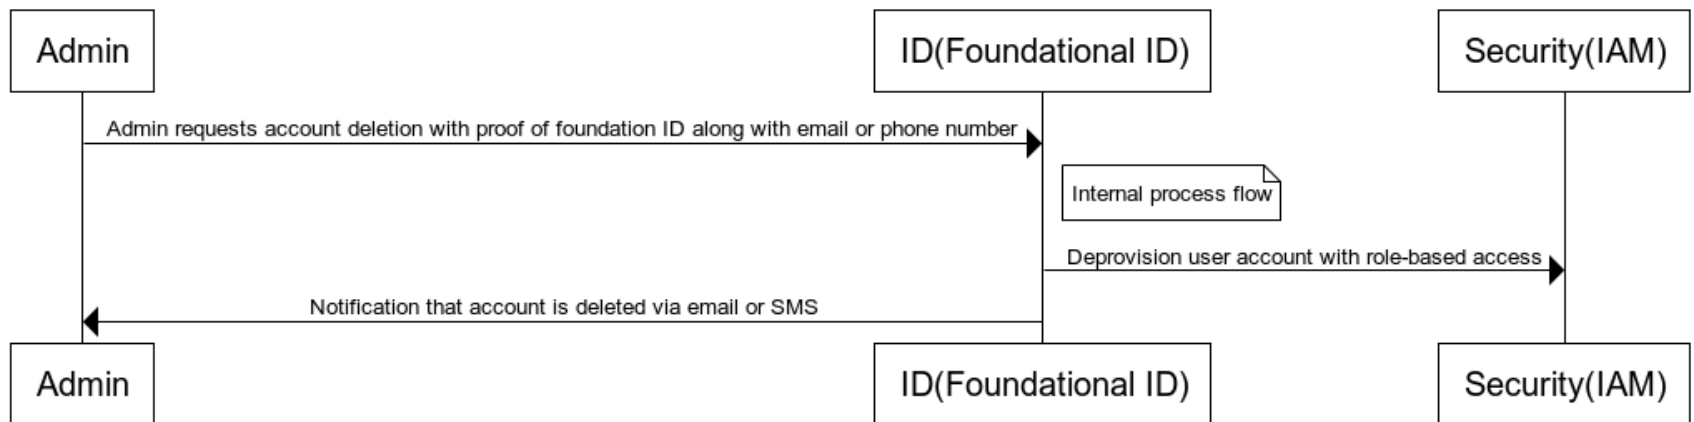 Admin
ID(Foundational ID)
Security(IAM)
Admin requests account deletion with proof of foundation ID along with email or phone number
Internal process flow
Deprovision user account with role-based access
Notification that account is deleted via email or SMS
Admin
ID(Foundational ID)
Security(IAM)